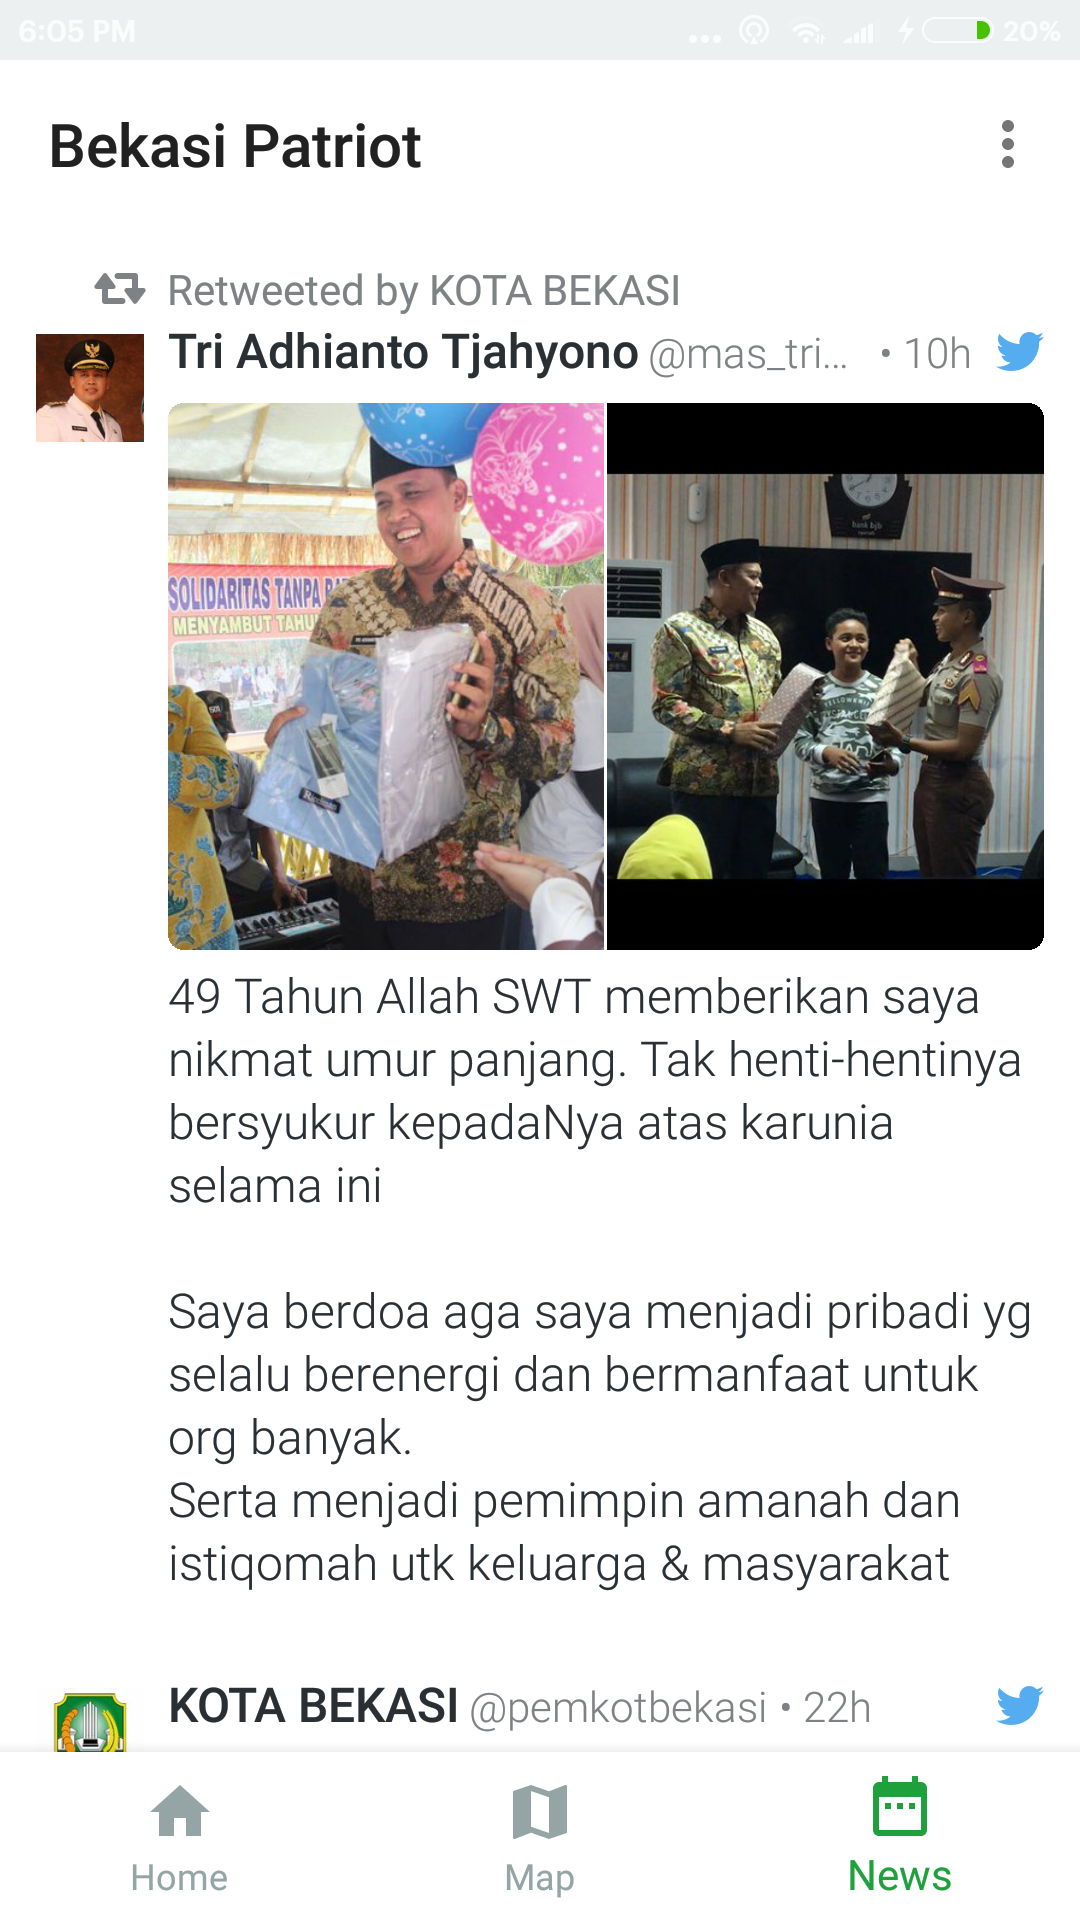 6:05 PM
20%
Bekasi Patriot
Retweeted by KOTA BEKASI
Tri Adhianto Tjahyono @mas_tri... • 10h
SOLIDARITAS TANPA
MENYAMBUT TAHU
bank bjb
49 Tahun Allah SWT memberikan saya
nikmat umur panjang. Tak henti-hentinya
bersyukur kepadaNya atas karunia
selama ini
Saya berdoa aga saya menjadi pribadi yg
selalu berenergi dan bermanfaat untuk
org banyak.
Serta menjadi pemimpin amanah dan
istiqomah utk keluarga & masyarakat
KOTA BEKASI @pemkotbekasi • 22h
Home
Map
News